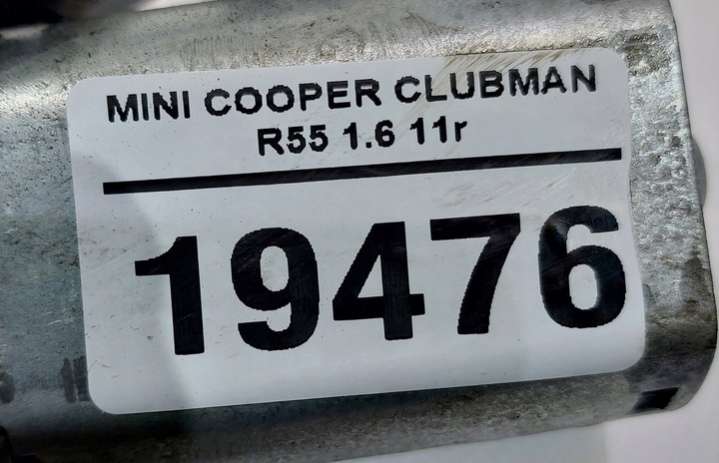 MINI COOPER CLUBMAN
R55 1.6 11r
19476